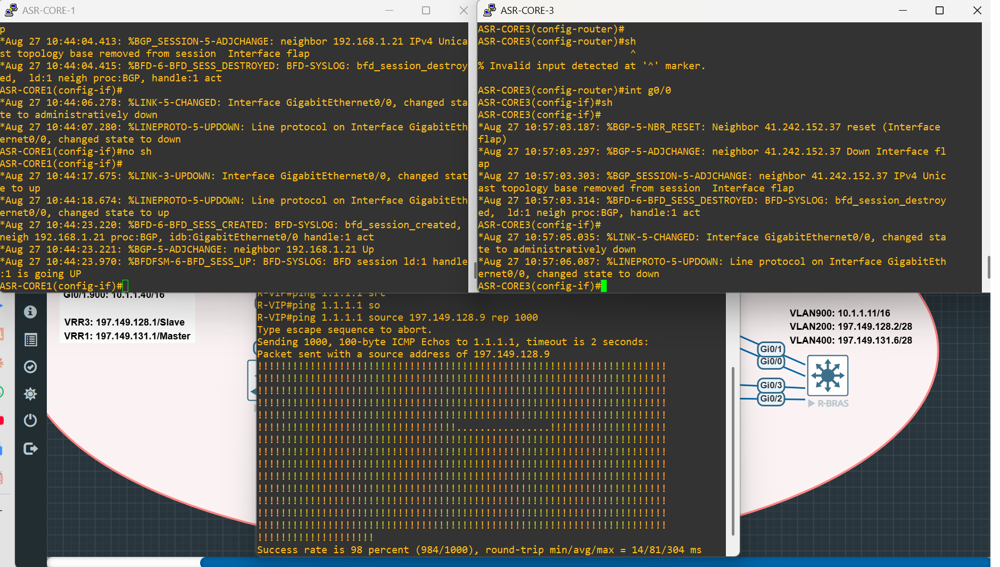 ASR-CORE-1
p
*Aug 27 10:44:04.413: %BGP_SESSION-5-ADJCHANGE: neighbor 192.168.1.21 IPv4 Unica
st topology base removed from session  Interface flap
*Aug 27 10:44:04.415: %BFD-6-BFD_SESS_DESTROYED: BFD-SYSLOG: bfd_session_destroy
ed,  ld:1 neigh proc:BGP, handle:1 act
ASR-CORE1(config-if)#
*Aug 27 10:44:06.278: %LINK-5-CHANGED: Interface GigabitEthernet0/0, changed sta
te to administratively down
*Aug 27 10:44:07.280: %LINEPROTO-5-UPDOWN: Line protocol on Interface GigabitEth
ernet0/0, changed state to down
ASR-CORE1(config-if)#no sh
ASR-CORE1(config-if)#
*Aug 27 10:44:17.675: %LINK-3-UPDOWN: Interface GigabitEthernet0/0, changed stat
e to up
*Aug 27 10:44:18.674: %LINEPROTO-5-UPDOWN: Line protocol on Interface GigabitEth
ernet0/0, changed state to up
*Aug 27 10:44:23.220: %BFD-6-BFD_SESS_CREATED: BFD-SYSLOG: bfd_session_created,
neigh 192.168.1.21 proc:BGP, idb:GigabitEthernet0/0 handle:1 act
*Aug 27 10:44:23.221: %BGP-5-ADJCHANGE: neighbor 192.168.1.21 Up
*Aug 27 10:44:23.970: %BFDFSM-6-BFD_SESS_UP: BFD-SYSLOG: BFD session ld:1 handle
:1 is going UP
ASR-CORE1(config-if)#
ASR-CORE-3
ASR-CORE3(config-router)#
ASR-CORE3(config-router)#sh
^
% Invalid input detected at '^' marker.
ASR-CORE3(config-router)#int g0/0
ASR-CORE3(config-if)#sh
ASR-CORE3(config-if)#
*Aug 27 10:57:03.187: %BGP-5-NBR_RESET: Neighbor 41.242.152.37 reset (Interface
flap)
*Aug 27 10:57:03.297: %BGP-5-ADJCHANGE: neighbor 41.242.152.37 Down Interface fl
ap
*Aug 27 10:57:03.303: %BGP_SESSION-5-ADJCHANGE: neighbor 41.242.152.37 IPv4 Unic
ast topology base removed from session  Interface flap
*Aug 27 10:57:03.314: %BFD-6-BFD_SESS_DESTROYED: BFD-SYSLOG: bfd_session_destroy
ed,  ld:1 neigh proc:BGP, handle:1 act
ASR-CORE3(config-if)#
*Aug 27 10:57:05.035: %LINK-5-CHANGED: Interface GigabitEthernet0/0, changed sta
te to administratively down
*Aug 27 10:57:06.087: %LINEPROTO-5-UPDOWN: Line protocol on Interface GigabitEth
ernet0/0, changed state to down
ASR-CORE3(config-if)#
Gi0/1.900: 10.1.1.40/16
VRR3: 197.149.128.1/Slave
VRR1: 197.149.131.1/Master
R-VIP#ping 1.1.1.1 src
R-VIP#ping 1.1.1.1 so
R-VIP#ping 1.1.1.1 source 197.149.128.9 rep 1000
Type escape sequence to abort.
Sending 1000, 100-byte ICMP Echos to 1.1.1.1, timeout is 2 seconds:
Packet sent with a source address of 197.149.128.9
!!!!!!!!!!!!!!!!!!!!!!!!!!!!!!!!!!!!!!!!!!!!!!!!!!!!!!!!!!!!!!!!!!!!!!
!!!!!!!!!!!!!!!!!!!!!!!!!!!!!!!!!!!!!!!!!!!!!!!!!!!!!!!!!!!!!!!!!!!!!!
!!!!!!!!!!!!!!!!!!!!!!!!!!!!!!!!!!!!!!!!!!!!!!!!!!!!!!!!!!!!!!!!!!!!!!
!!!!!!!!!!!!!!!!!!!!!!!!!!!!!!!!!!!!!!!!!!!!!!!!!!!!!!!!!!!!!!!!!!!!!!
!!!!!!!!!!!!!!!!!!!!!!!!!!!!!!!!!!!!!!!!!!!!!!!!!!!!!!!!!!!!!!!!!!!!!!
!!!!!!!!!!!!!!!!!!!!!!!!!!!!!!!!!!................!!!!!!!!!!!!!!!!!!!!
!!!!!!!!!!!!!!!!!!!!!!!!!!!!!!!!!!!!!!!!!!!!!!!!!!!!!!!!!!!!!!!!!!!!!!
!!!!!!!!!!!!!!!!!!!!!!!!!!!!!!!!!!!!!!!!!!!!!!!!!!!!!!!!!!!!!!!!!!!!!!
!!!!!!!!!!!!!!!!!!!!!!!!!!!!!!!!!!!!!!!!!!!!!!!!!!!!!!!!!!!!!!!!!!!!!!
!!!!!!!!!!!!!!!!!!!!!!!!!!!!!!!!!!!!!!!!!!!!!!!!!!!!!!!!!!!!!!!!!!!!!!
!!!!!!!!!!!!!!!!!!!!!!!!!!!!!!!!!!!!!!!!!!!!!!!!!!!!!!!!!!!!!!!!!!!!!!
!!!!!!!!!!!!!!!!!!!!!!!!!!!!!!!!!!!!!!!!!!!!!!!!!!!!!!!!!!!!!!!!!!!!!!
!!!!!!!!!!!!!!!!!!!!!!!!!!!!!!!!!!!!!!!!!!!!!!!!!!!!!!!!!!!!!!!!!!!!!!
!!!!!!!!!!!!!!!!!!!!!!!!!!!!!!!!!!!!!!!!!!!!!!!!!!!!!!!!!!!!!!!!!!!!!!
!!!!!!!!!!!!!!!!!!!!
Success rate is 98 percent (984/1000), round-trip min/avg/max = 14/81/304 ms
VLAN900: 10.1.1.11/16
VLAN200: 197.149.128.2/28
VLAN400: 197.149.131.6/28
Gi0/1
Gi0/0
Gi0/3
Gi0/2
R-BRAS